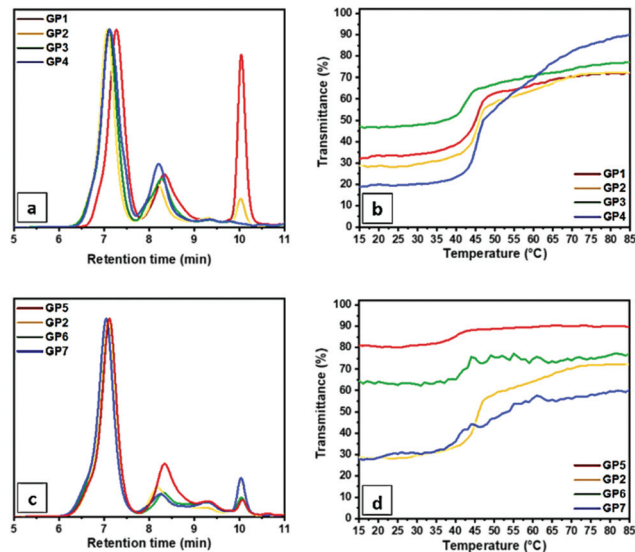 GP1
GP2
GP3
GP4
a
5 6 7 8 9 10 11
Retention time (min)
Transmittance (%)
100
90
80
70
60
50
40
30
20
10
0
GP1
GP2
GP3
GP4
b
15 20 25 30 35 40 45 50 55 60 65 70 75 80 85
Temperature (°C)
GP5
GP2
GP6
GP7
c
5 6 7 8 9 10 11
Retention time (min)
Transmittance (%)
100
90
80
70
60
50
40
30
20
10
0
GP5
GP2
GP6
GP7
d
15 20 25 30 35 40 45 50 55 60 65 70 75 80 85
Temperature (°C)